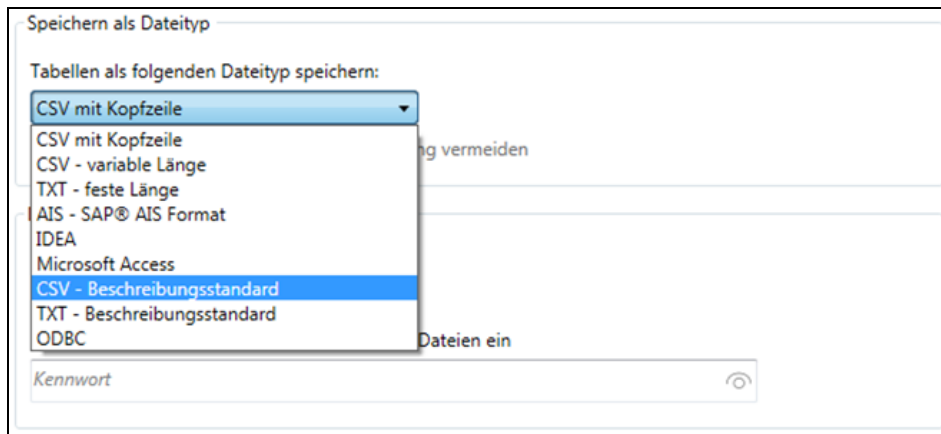 Speichern als Dateityp
Tabellen als folgenden Dateityp speichern:
CSV mit Kopfzeile
CSV mit Kopfzeile
CSV - variable Länge
vermeiden
TXT - feste Länge
AIS - SAP® AIS Format
IDEA
Microsoft Access
CSV - Beschreibungsstandard
TXT - Beschreibungsstandard
ODBC
Dateien ein
Kennwort